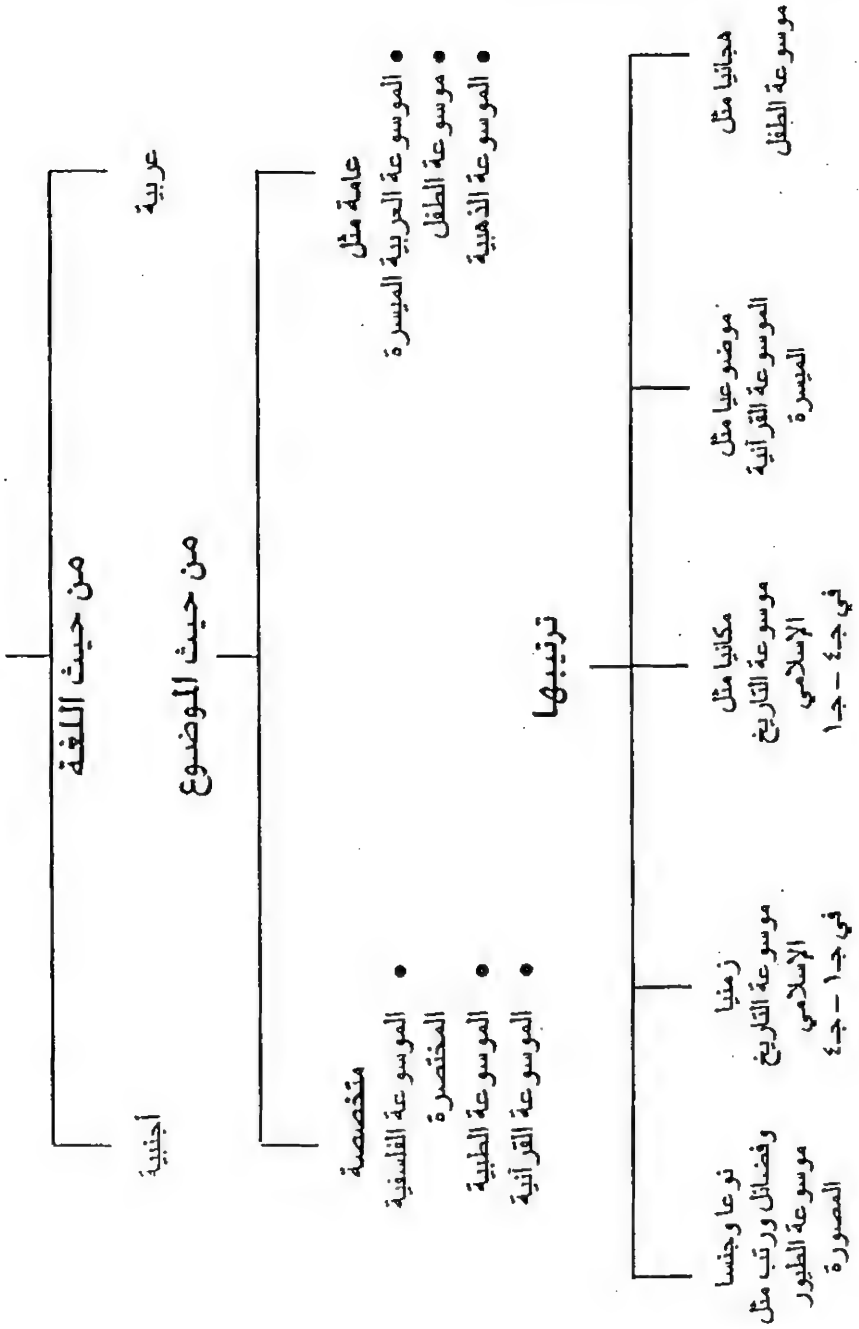 من حيث اللغة
عربية
أجنبية
من حيث الموضوع
عامة مثل
• الموسوعة العربية الميسرة
• موسوعة الطفل
• الموسوعة الذهبية
متخصصة
• الموسوعة الفلسفية المختصرة
• الموسوعة الطبية
• الموسوعة القرآنية
ترتيبها
هجائيا مثل
موسوعة الطفل
موضوعيا مثل
الموسوعة القرآنية
الميسرة
مكانيا مثل
موسوعة التاريخ
الإسلامي
في جـ٤ – جـ١
زمنيا
موسوعة التاريخ
الإسلامي
في جـ١ – جـ٤
نوعا وجنسا
وفصائل ورتب مثل
موسوعة الطيور
المصورة